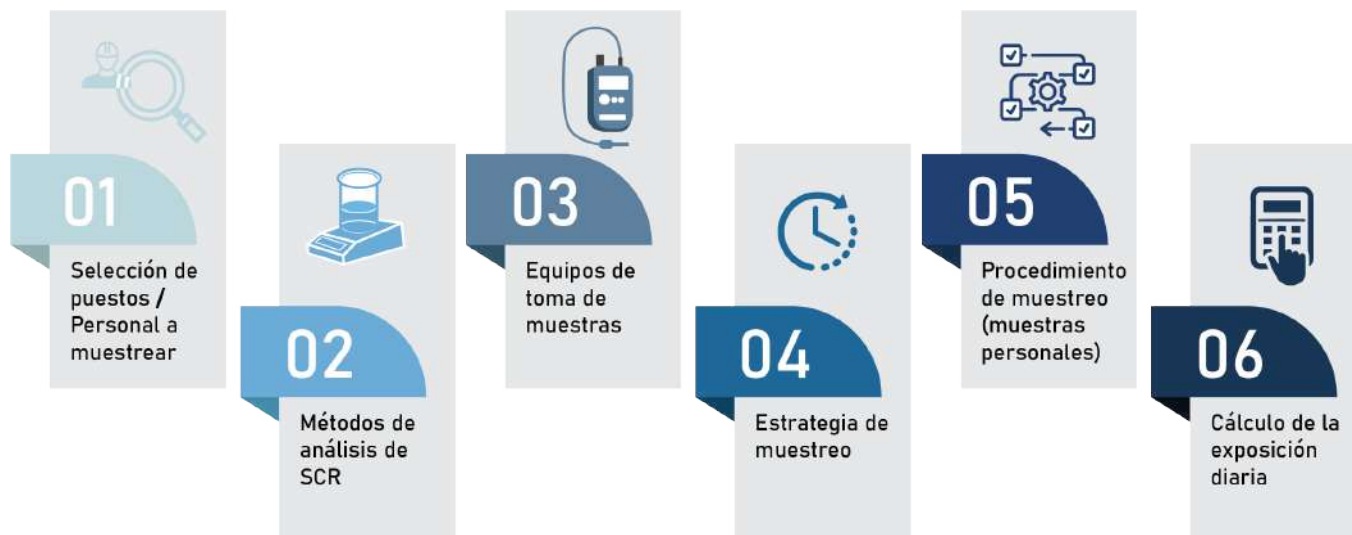 01
Selección de
puestos /
Personal a
muestrear
02
Métodos de
análisis de
SCR
03
Equipos de
toma de
muestras
04
Estrategia de
muestreo
05
Procedimiento
de muestreo
(muestras
personales)
06
Cálculo de la
exposición
diaria